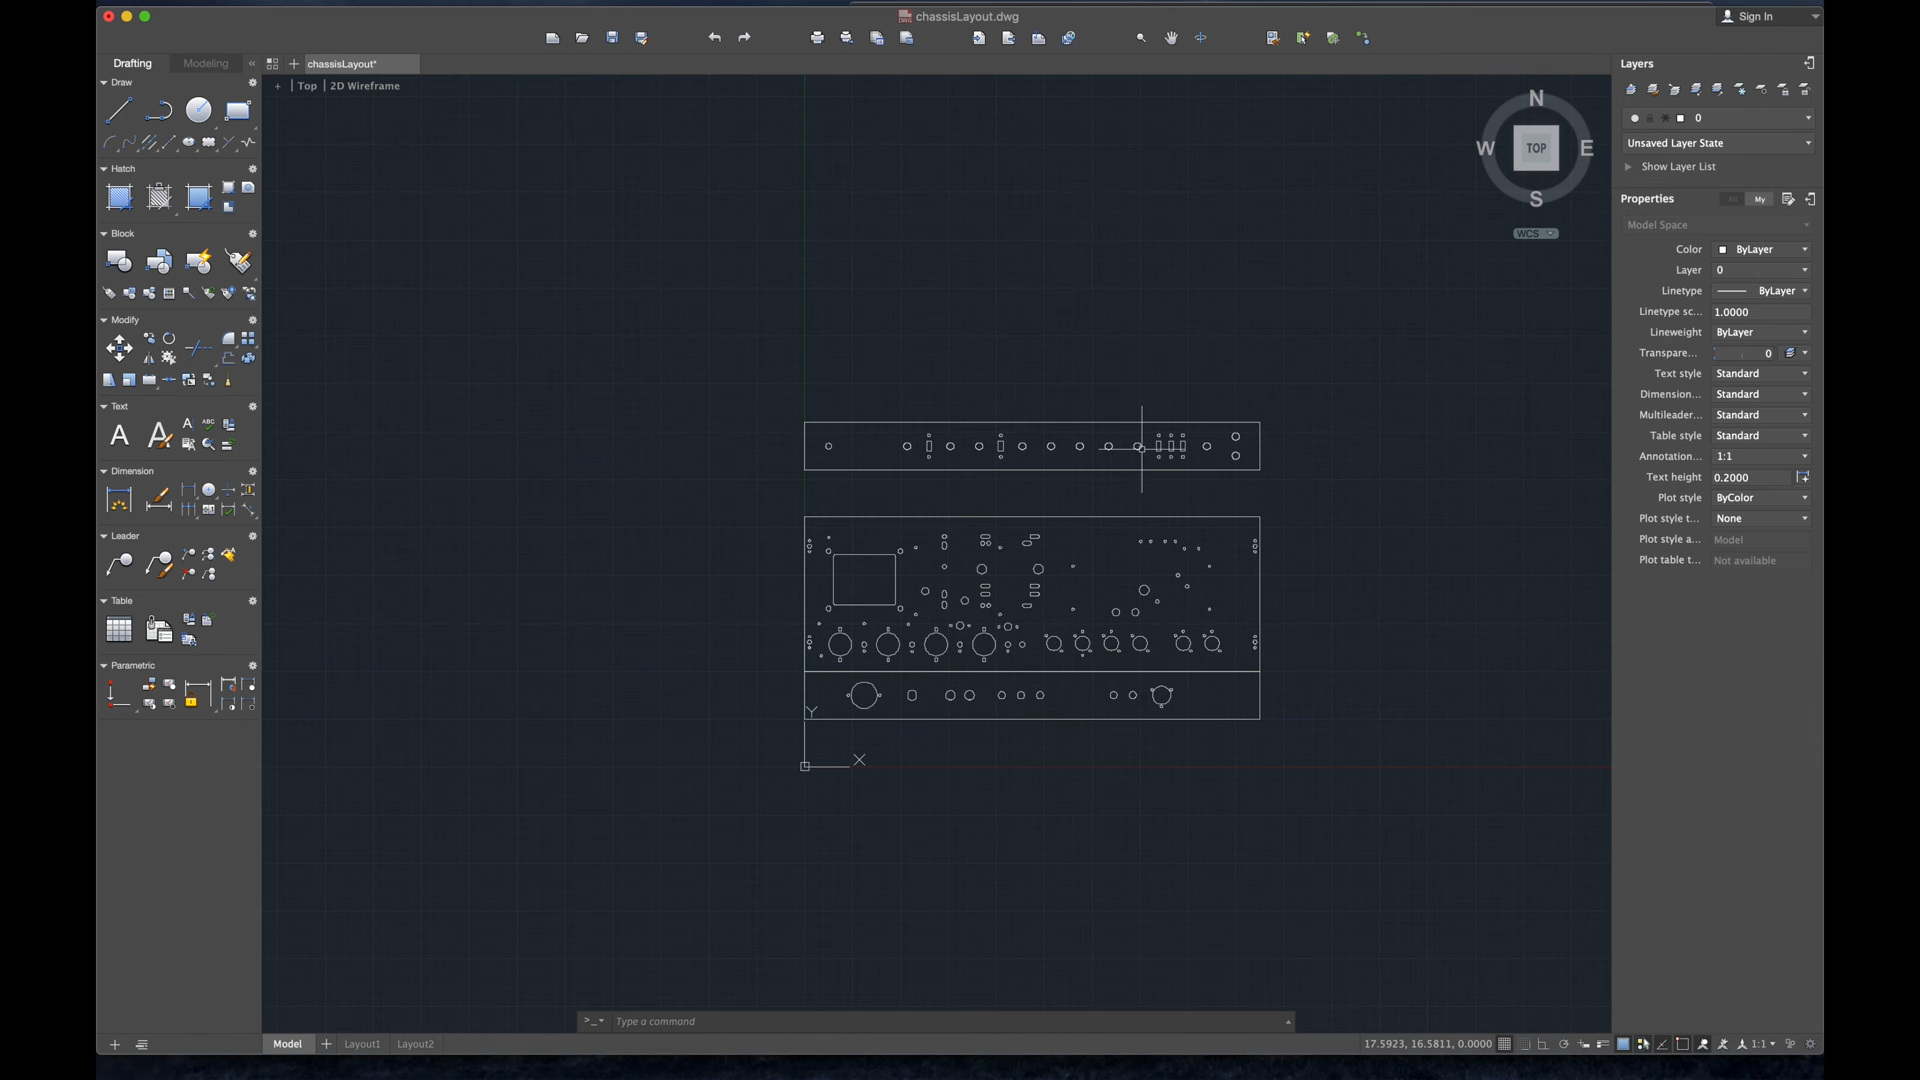 chassisLayout.dwg
Sign In
Drafting
Modeling
chassisLayout*
Top
2D Wireframe
Draw
Hatch
Block
Modify
Text
Dimension
Leader
Table
Parametric
N
W
TOP
E
S
WCS
Y
X
Layers
0
Unsaved Layer State
Show Layer List
Properties
All
My
Model Space
Color ByLayer
Layer 0
Linetype ByLayer
Linetype sc... 1.0000
Lineweight ByLayer
Transpare... 0
Text style Standard
Dimension... Standard
Multileader... Standard
Table style Standard
Annotation... 1:1
Text height 0.2000
Plot style ByColor
Plot style t... None
Plot style a... Model
Plot table t... Not available
>_ Type a command
Model
Layout1
Layout2
17.5923, 16.5811, 0.0000
1:1